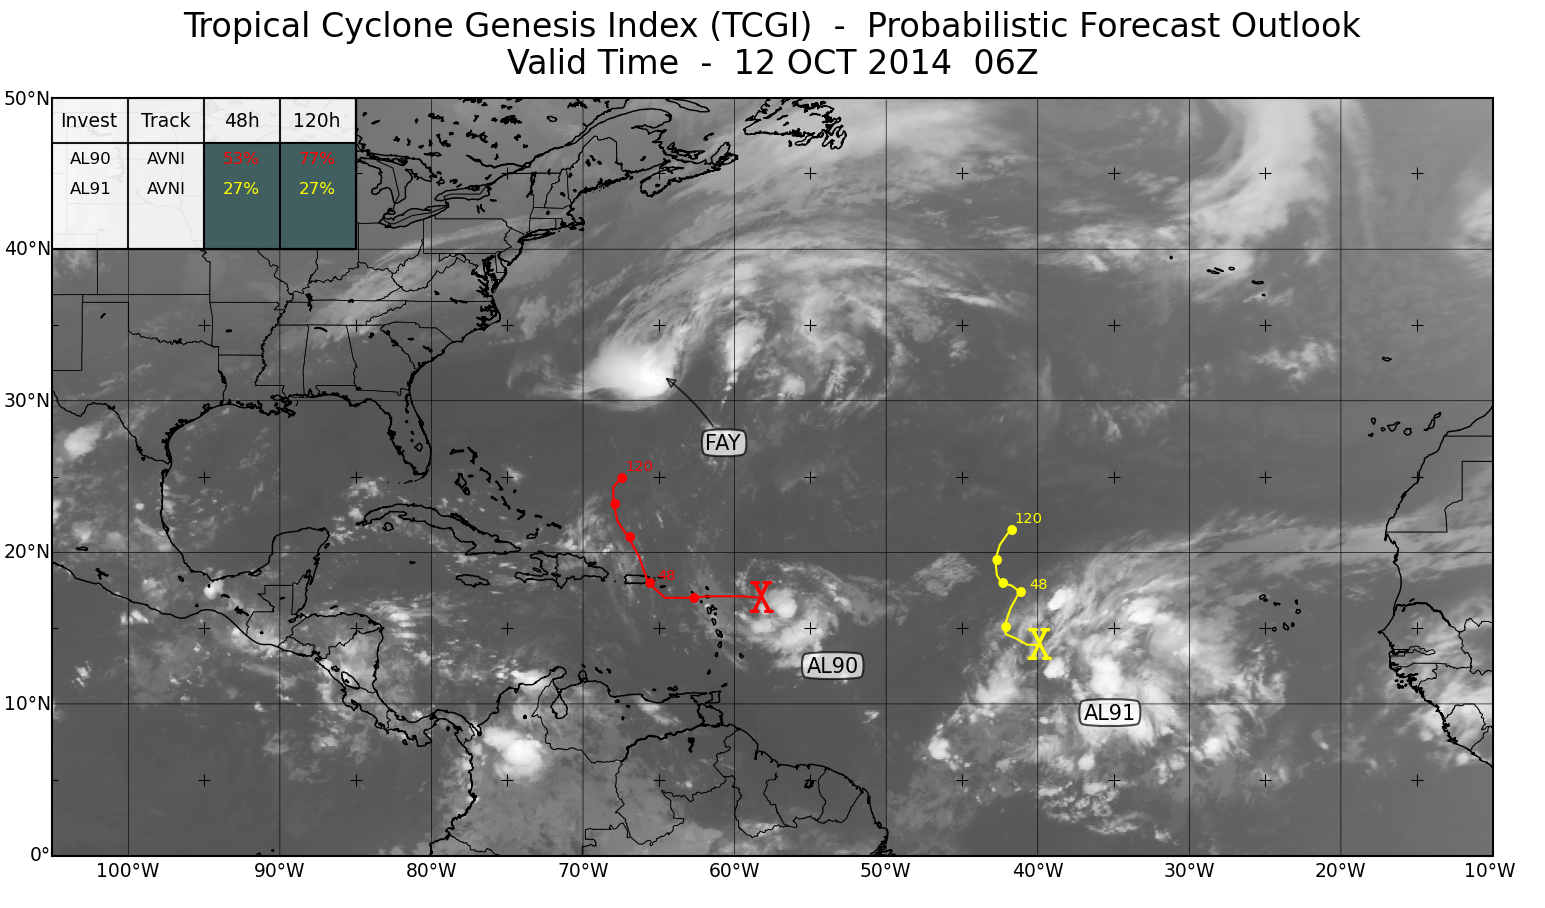 Tropical Cyclone Genesis Index (TCGI) - Probabilistic Forecast Outlook
Valid Time - 12 OCT 2014 06Z
50°N
Invest Track 48h 120h
AL90 AVNI 53% 77%
AL91 AVNI 27% 27%
40°N
30°N
FAY
120
120
20°N
48
48
X
X
AL90
10°N
AL91
0°
100°W 90°W 80°W 70°W 60°W 50°W 40°W 30°W 20°W 10°W